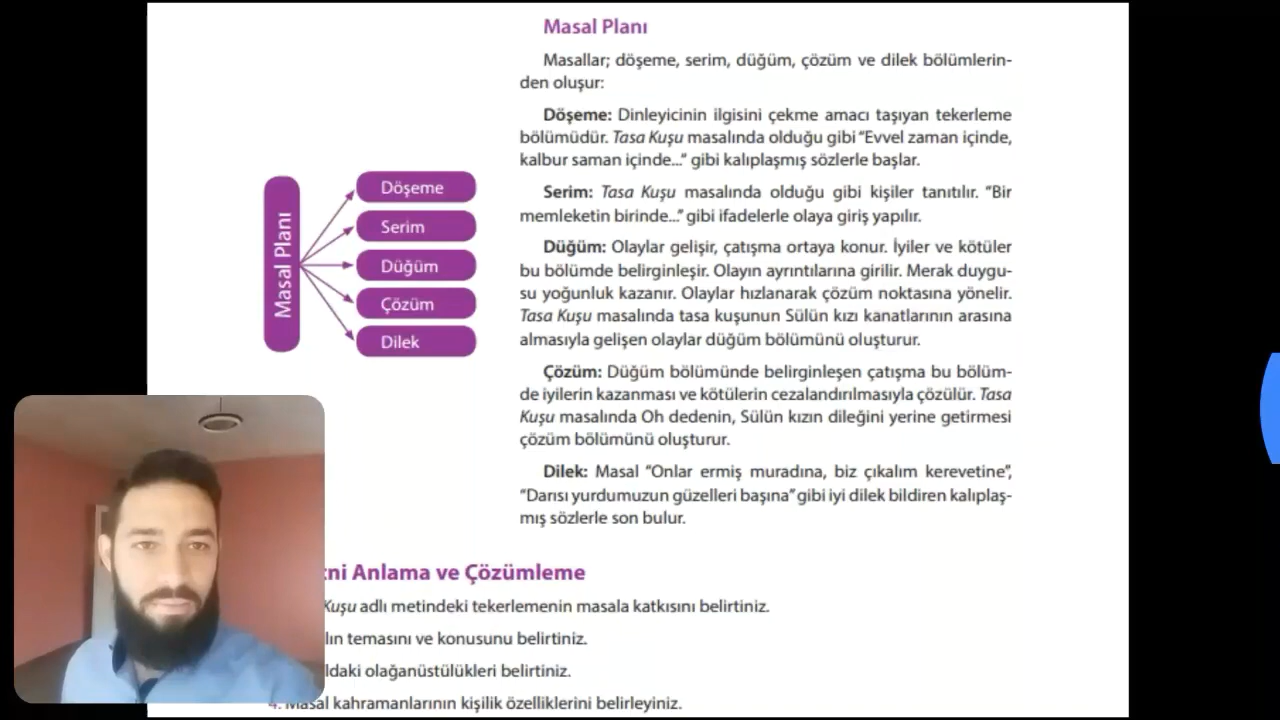 Masal Planı
Masallar; döşeme, serim, düğüm, çözüm ve dilek bölümlerin-
den oluşur:
Döşeme: Dinleyicinin ilgisini çekme amacı taşıyan tekerleme
bölümüdür. Tasa Kuşu masalında olduğu gibi “Evvel zaman içinde,
kalbur saman içinde...” gibi kalıplaşmış sözlerle başlar.
Serim: Tasa Kuşu masalında olduğu gibi kişiler tanıtılır. “Bir
memleketin birinde...” gibi ifadelerle olaya giriş yapılır.
Düğüm: Olaylar gelişir, çatışma ortaya konur. İyiler ve kötüler
bu bölümde belirginleşir. Olayın ayrıntılarına girilir. Merak duygu-
su yoğunluk kazanır. Olaylar hızlanarak çözüm noktasına yönelir.
Tasa Kuşu masalında tasa kuşunun Sülün kızı kanatlarının arasına
almasıyla gelişen olaylar düğüm bölümünü oluşturur.
Çözüm: Düğüm bölümünde belirginleşen çatışma bu bölüm-
de iyilerin kazanması ve kötülerin cezalandırılmasıyla çözülür. Tasa
Kuşu masalında Oh dedenin, Sülün kızın dileğini yerine getirmesi
çözüm bölümünü oluşturur.
Dilek: Masal “Onlar ermiş muradına, biz çıkalım kerevetine”,
“Darısı yurdumuzun güzelleri başına” gibi iyi dilek bildiren kalıplaş-
mış sözlerle son bulur.
Masal Planı
Döşeme
Serim
Düğüm
Çözüm
Dilek
tni Anlama ve Çözümleme
Kuşu adlı metindeki tekerlemenin masala katkısını belirtiniz.
lın temasını ve konusunu belirtiniz.
ldaki olağanüstülükleri belirtiniz.
4. Masal kahramanlarının kişilik özelliklerini belirleyiniz.